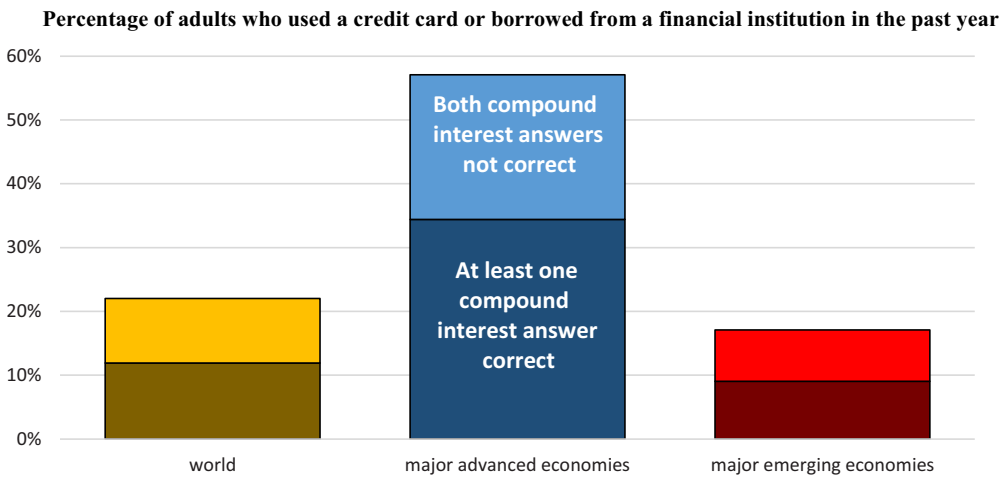 Percentage of adults who used a credit card or borrowed from a financial institution in the past year
60%
50%
40%
30%
20%
10%
0%
Both compound
interest answers
not correct
At least one
compound
interest answer
correct
world
major advanced economies
major emerging economies